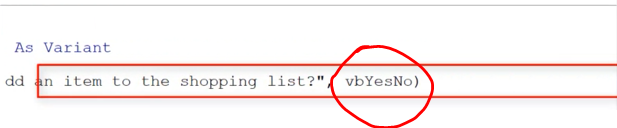 As Variant
dd an item to the shopping list?", vbYesNo)